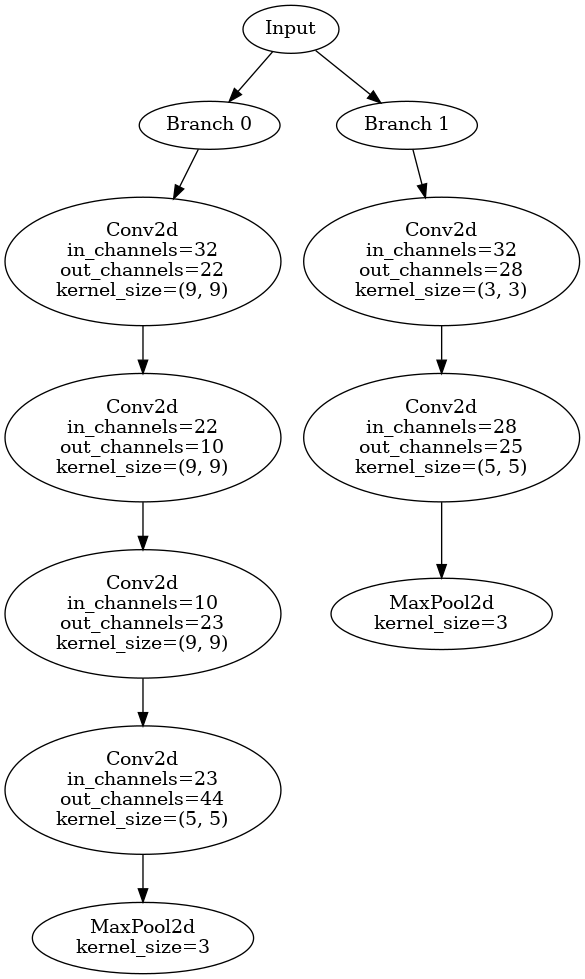 Input
Branch 0
Branch 1
Conv2d
in_channels=32
out_channels=22
kernel_size=(9, 9)
Conv2d
in_channels=32
out_channels=28
kernel_size=(3, 3)
Conv2d
in_channels=22
out_channels=10
kernel_size=(9, 9)
Conv2d
in_channels=28
out_channels=25
kernel_size=(5, 5)
Conv2d
in_channels=10
out_channels=23
kernel_size=(9, 9)
MaxPool2d
kernel_size=3
Conv2d
in_channels=23
out_channels=44
kernel_size=(5, 5)
MaxPool2d
kernel_size=3